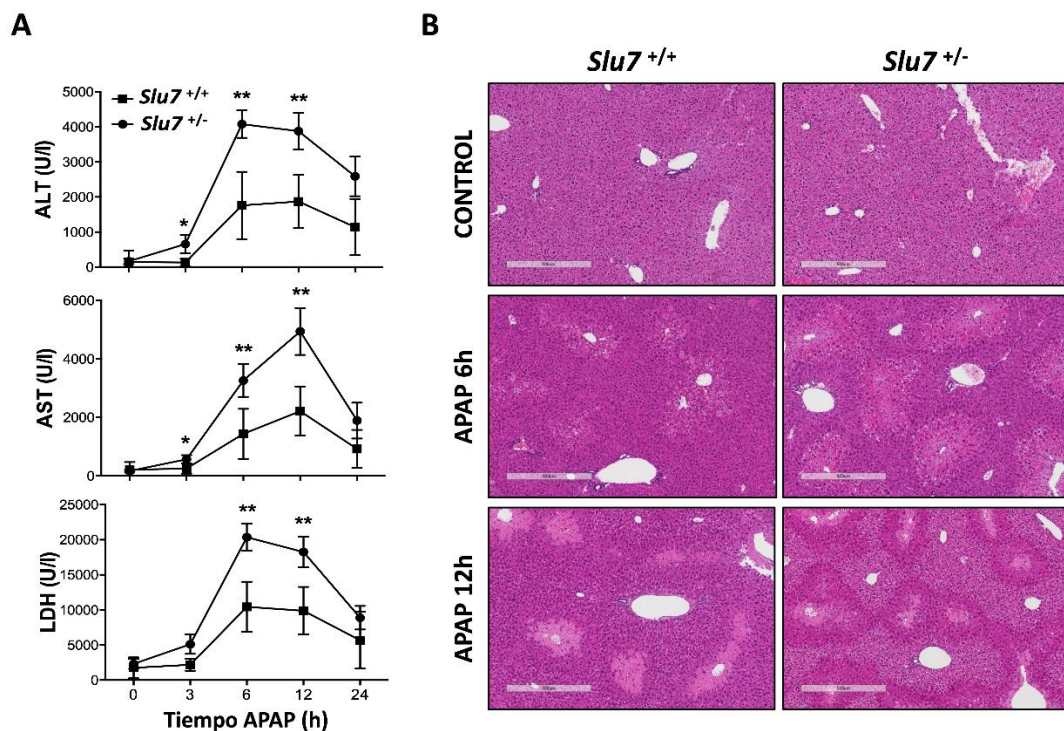 A
Slu7 +/+
Slu7 +/-
ALT (U/l)
5000
4000
3000
2000
1000
0
*
**
**
AST (U/l)
6000
4000
2000
0
*
**
**
LDH (U/l)
25000
20000
15000
10000
5000
0
**
**
0 3 6 12 24
Tiempo APAP (h)
B
Slu7 +/+ Slu7 +/-
CONTROL
APAP 6h
APAP 12h